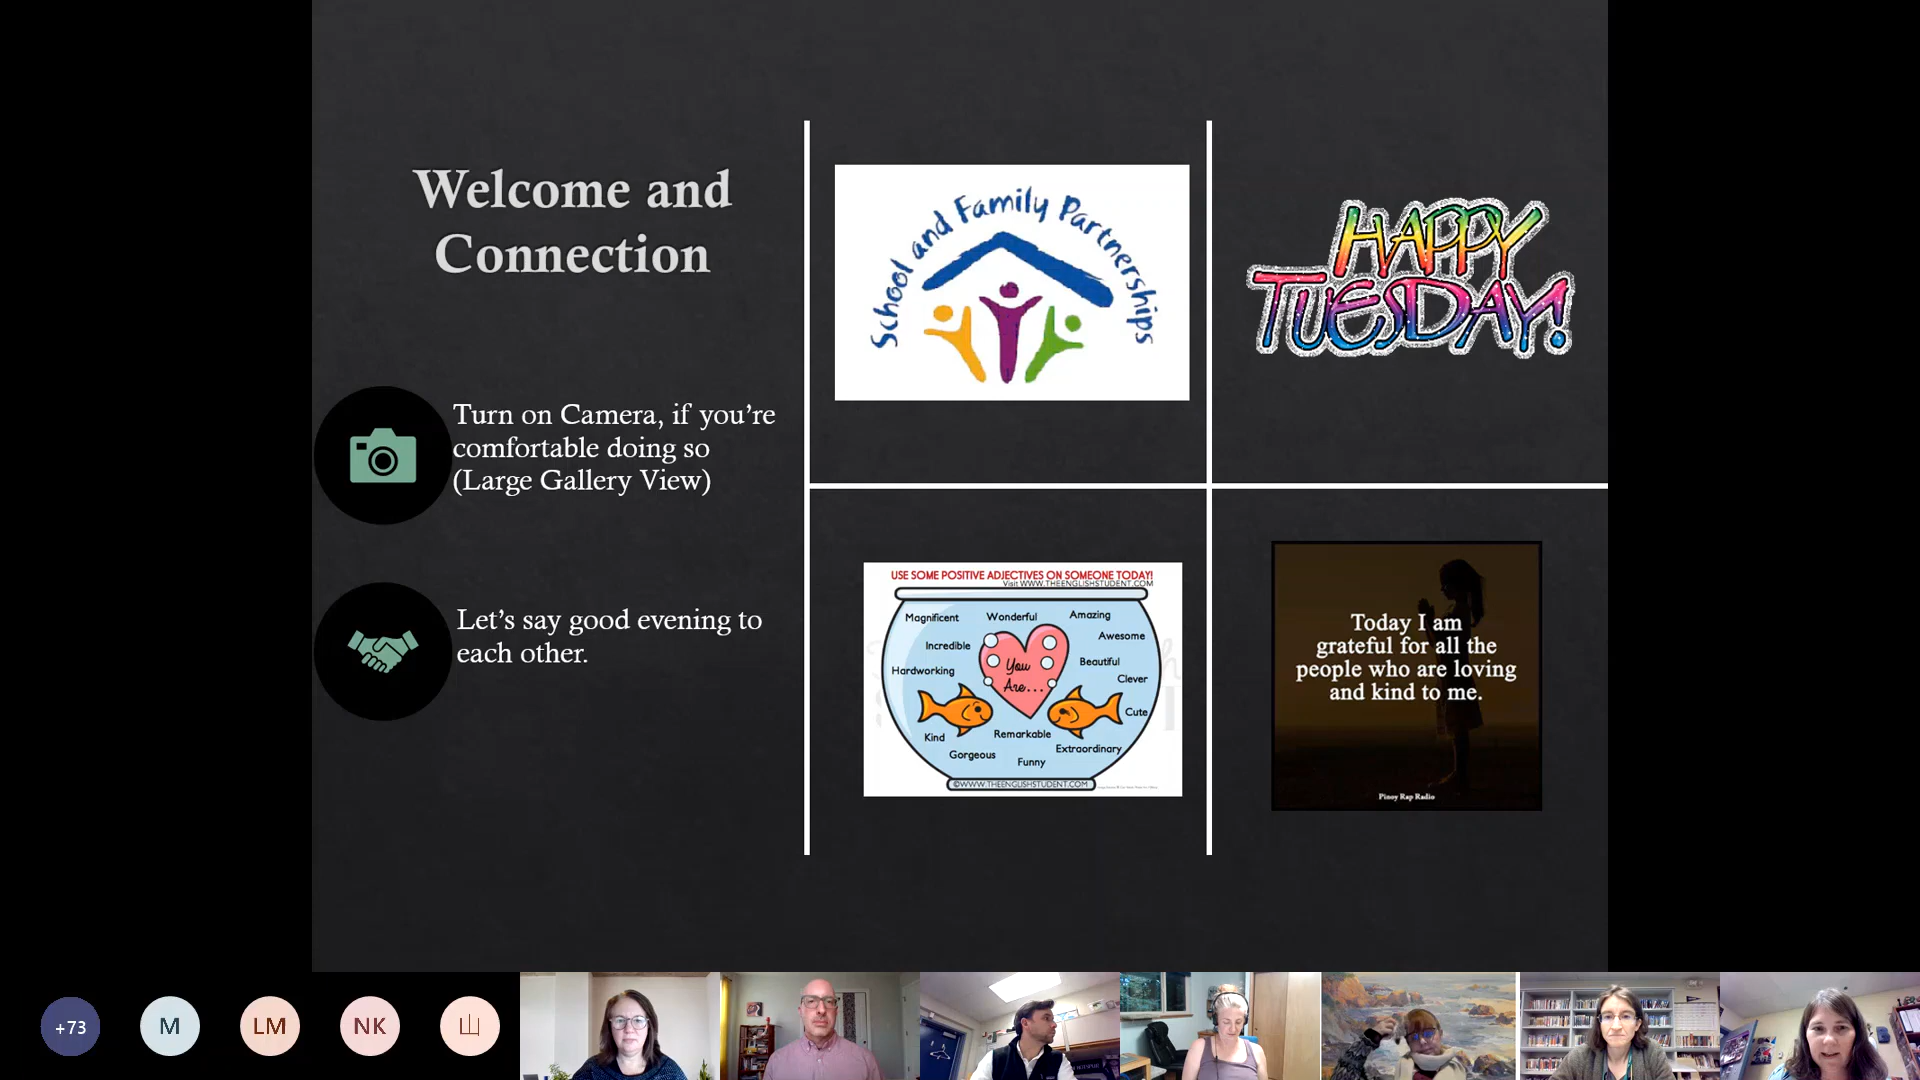 Welcome and
Connection
Turn on Camera, if you’re
comfortable doing so
(Large Gallery View)
Let’s say good evening to
each other.
School and Family Partnerships
HAPPY
TUESDAY!
USE SOME POSITIVE ADJECTIVES ON SOMEONE TODAY!
Visit WWW.THEENGLISHSTUDENT.COM
Magnificent
Wonderful
Amazing
Awesome
Incredible
Beautiful
Hardworking
Clever
You
Are...
Cute
Kind
Remarkable
Extraordinary
Gorgeous
Funny
©WWW.THEENGLISHSTUDENT.COM
Today I am
grateful for all the
people who are loving
and kind to me.
Pinoy Rap Radio
+73
M
LM
NK
Ш